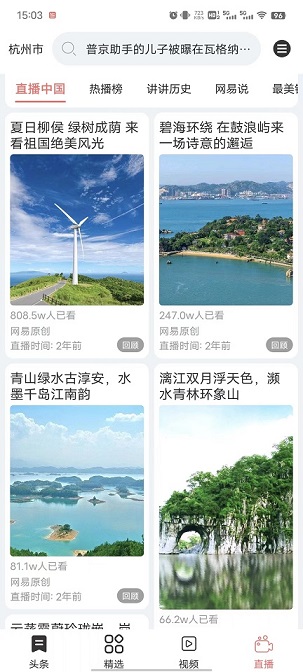 15:03
723
KB/S
5G
5G
杭州市
普京助手的儿子被曝在瓦格纳…
直播中国 热播榜 讲讲历史 网易说 最美
夏日柳侯 绿树成荫 来
看祖国绝美风光
808.5w人已看
网易原创
直播时间: 2年前 回顾
碧海环绕 在鼓浪屿来
一场诗意的邂逅
247.0w人已看
网易原创
直播时间: 2年前 回顾
青山绿水古淳安，水
墨千岛江南韵
81.1w人已看
网易原创
直播时间: 2年前 回顾
漓江双月浮天色，濒
水青林环象山
66.2w人已看
头条 精选 视频 直播